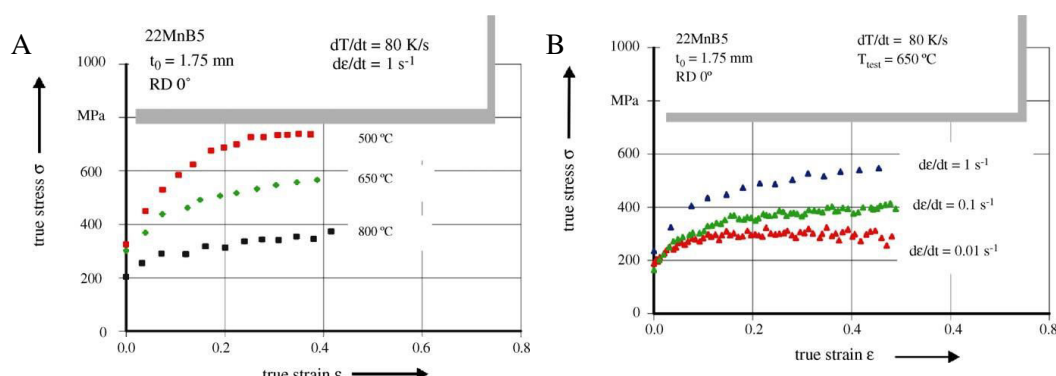 A
22MnB5
t0 = 1.75 mn
RD 0°
dT/dt = 80 K/s
dε/dt = 1 s-1
1000
MPa
600
400
200
0
true stress σ
500 ºC
650 ºC
800 ºC
0.0 0.2 0.4 0.6 0.8
true strain ε
B
22MnB5
t0 = 1.75 mm
RD 0º
dT/dt = 80 K/s
Ttest = 650 ºC
1000
MPa
600
400
200
0
true stress σ
dε/dt = 1 s-1
dε/dt = 0.1 s-1
dε/dt = 0.01 s-1
0.0 0.2 0.4 0.6 0.8
true strain ε